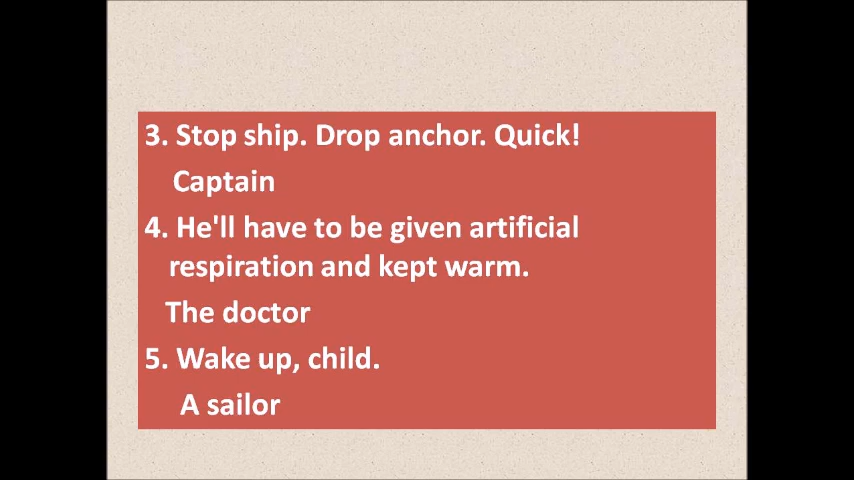 3. Stop ship. Drop anchor. Quick!
Captain
4. He'll have to be given artificial
respiration and kept warm.
The doctor
5. Wake up, child.
A sailor